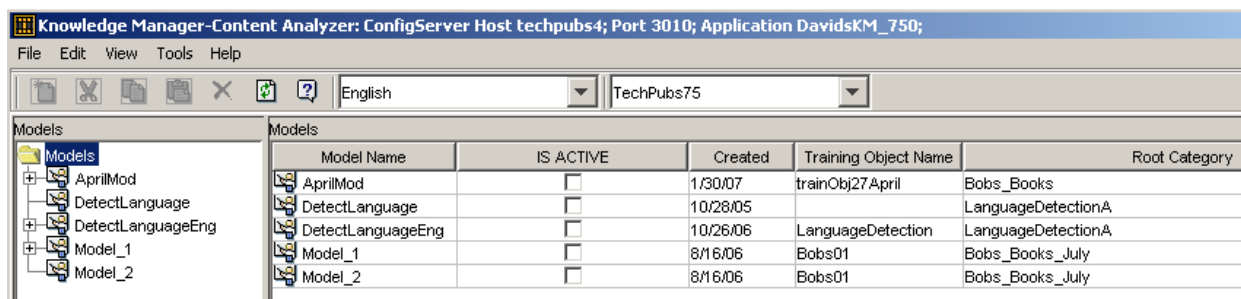 Knowledge Manager-Content Analyzer: ConfigServer Host techpubs4; Port 3010; Application DavidsKM_750;
File Edit View Tools Help
English TechPubs75
Models
Models
AprilMod
DetectLanguage
DetectLanguageEng
Model_1
Model_2
Models
Model Name IS ACTIVE Created Training Object Name Root Category
AprilMod 1/30/07 trainObj27April Bobs_Books
DetectLanguage 10/28/05 LanguageDetectionA
DetectLanguageEng 10/26/06 LanguageDetection LanguageDetectionA
Model_1 8/16/06 Bobs01 Bobs_Books_July
Model_2 8/16/06 Bobs01 Bobs_Books_July